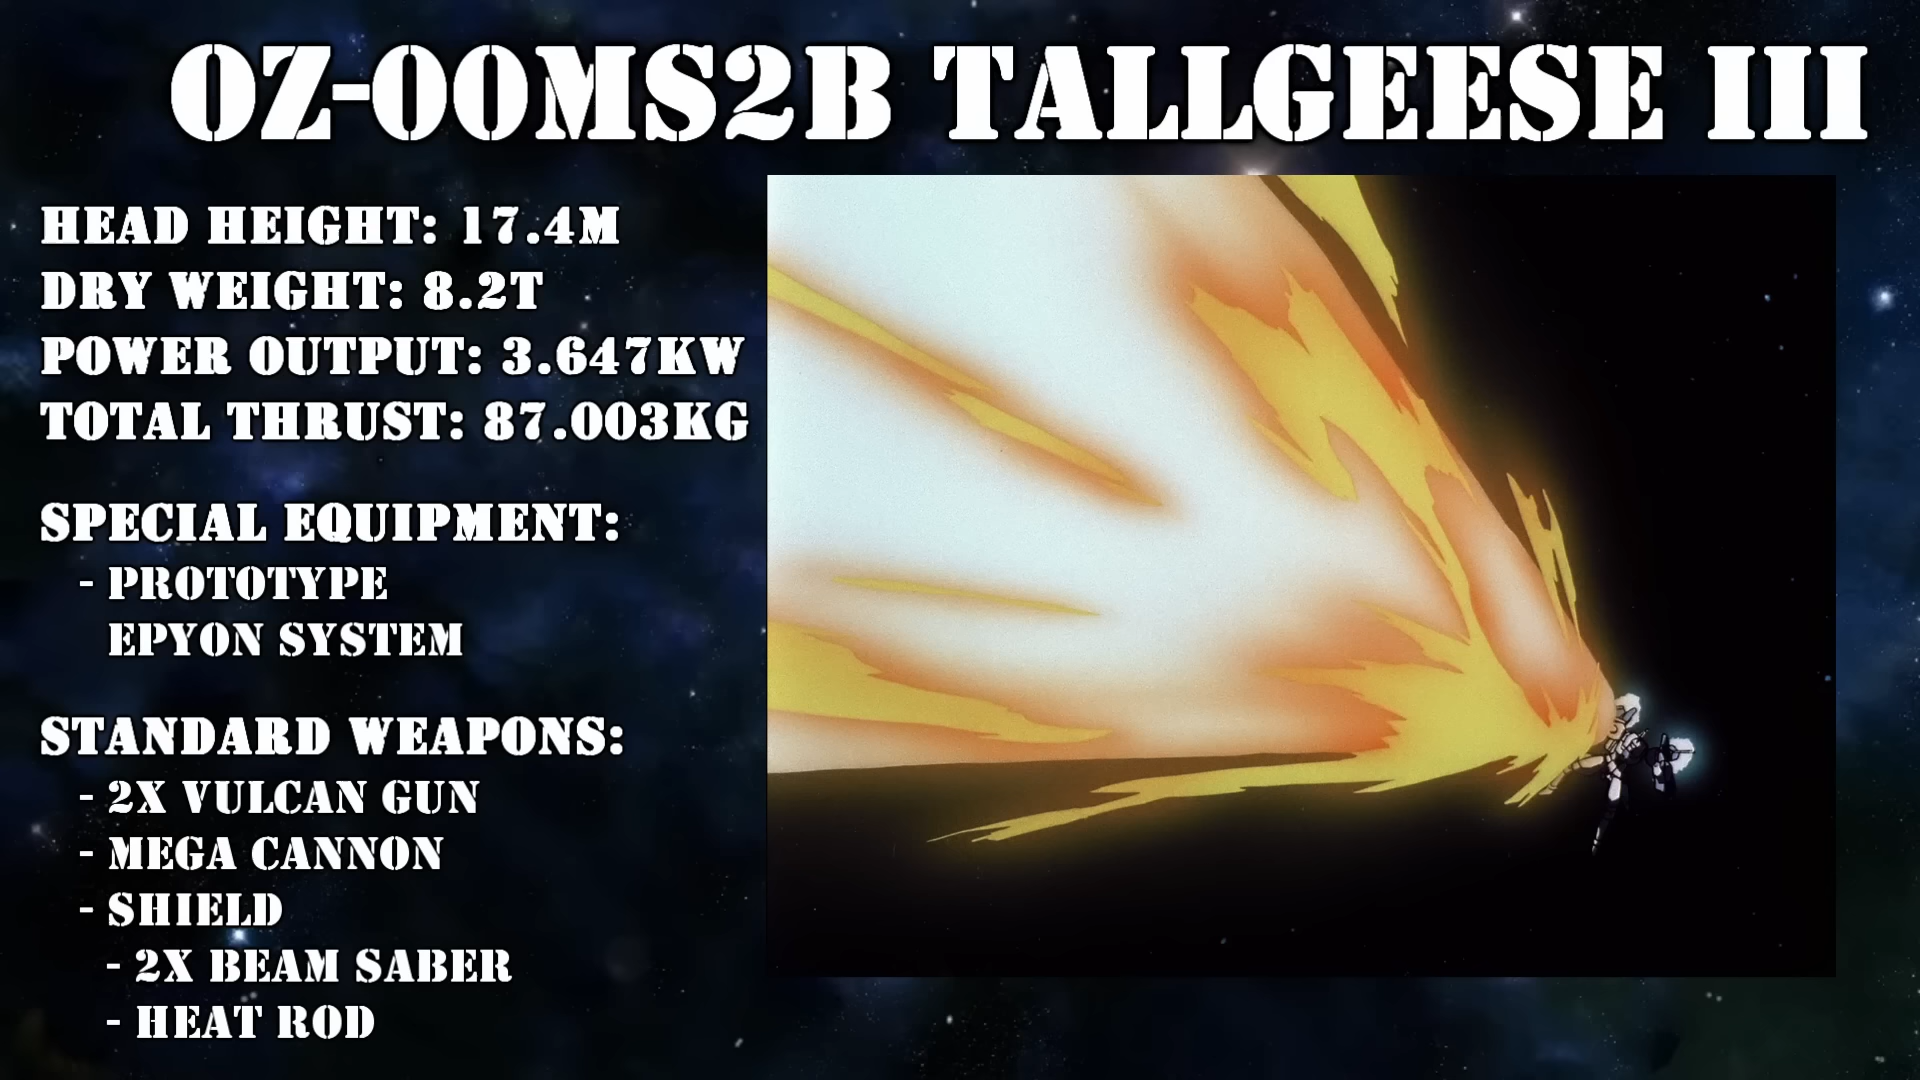 OZ-00MS2B TALLGEESE III
HEAD HEIGHT: 17.4M
DRY WEIGHT: 8.2T
POWER OUTPUT: 3.647KW
TOTAL THRUST: 87.003KG
SPECIAL EQUIPMENT:
- PROTOTYPE
EPYON SYSTEM
STANDARD WEAPONS:
- 2X VULCAN GUN
- MEGA CANNON
- SHIELD
- 2X BEAM SABER
- HEAT ROD